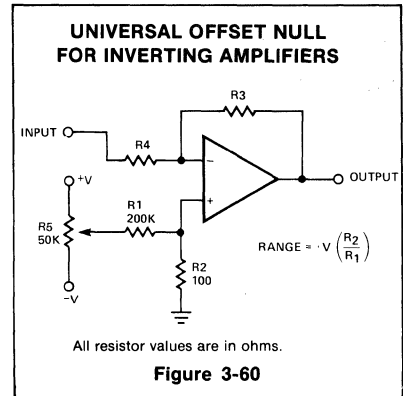 UNIVERSAL OFFSET NULL
FOR INVERTING AMPLIFIERS
R3
INPUT
R4
−
OUTPUT
+V
R1
200K
+
R5
50K
R2
100
RANGE = ·V (R2/R1)
−V
All resistor values are in ohms.
Figure 3-60